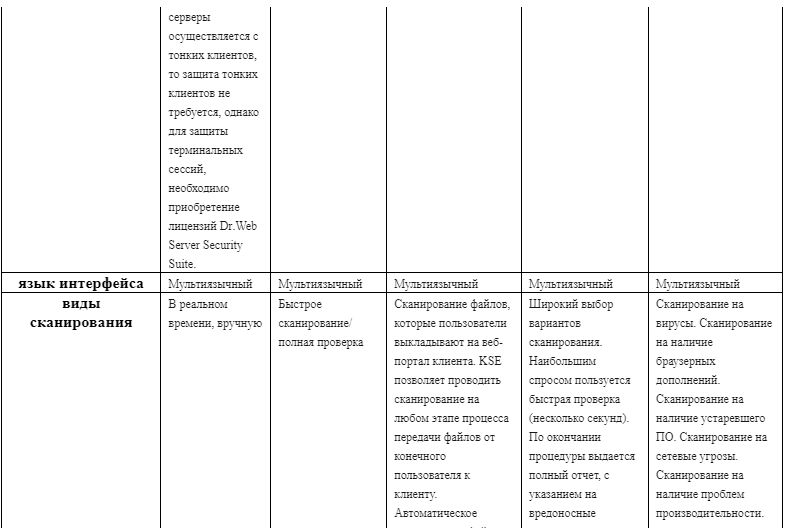 серверы
осуществляется с
тонких клиентов,
то защита тонких
клиентов не
требуется, однако
для защиты
терминальных
сессий,
необходимо
приобретение
лицензий Dr.Web
Server Security
Suite.
язык интерфейса
Мультиязычный
Мультиязычный
Мультиязычный
Мультиязычный
Мультиязычный
виды
сканирования
В реальном
времени, вручную
Быстрое
сканирование/
полная проверка
Сканирование файлов,
которые пользователи
выкладывают на веб-
портал клиента. KSE
позволяет проводить
сканирование на
любом этапе процесса
передачи файлов от
конечного
пользователя к
клиенту.
Автоматическое
Широкий выбор
вариантов
сканирования.
Наибольшим
спросом пользуется
быстрая проверка
(несколько секунд).
По окончании
процедуры выдается
полный отчет, с
указанием на
вредоносные
Сканирование на
вирусы. Сканирование
на наличие
браузерных
дополнений.
Сканирование на
наличие устаревшего
ПО. Сканирование на
сетевые угрозы.
Сканирование на
наличие проблем
производительности.